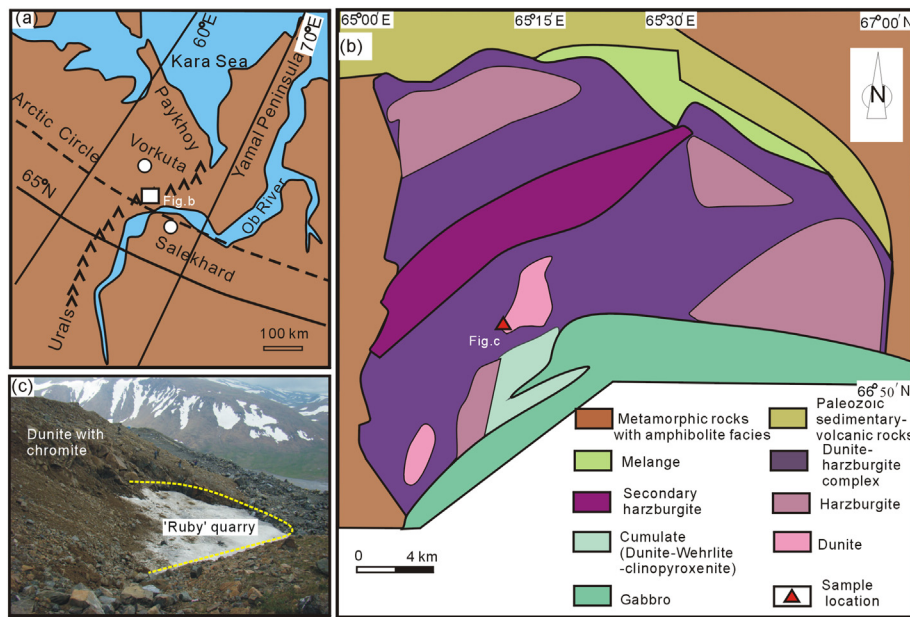 (a)
60°E
70°E
Kara Sea
Paykhoy
Yamal Peninsula
Arctic Circle
Vorkuta
65°N
Fig.b
Ob River
Salekhard
Urals
100 km
(b)
65°00′E
65°15′E
65°30′E
67°00′N
N
Fig.c
66°50′N
0
4 km
Metamorphic rocks
with amphibolite facies
Melange
Secondary
harzburgite
Cumulate
(Dunite-Wehrlite
-clinopyroxenite)
Gabbro
Paleozoic
sedimentary-
volcanic rocks
Dunite-
harzburgite
complex
Harzburgite
Dunite
Sample
location
(c)
Dunite with
chromite
'Ruby' quarry